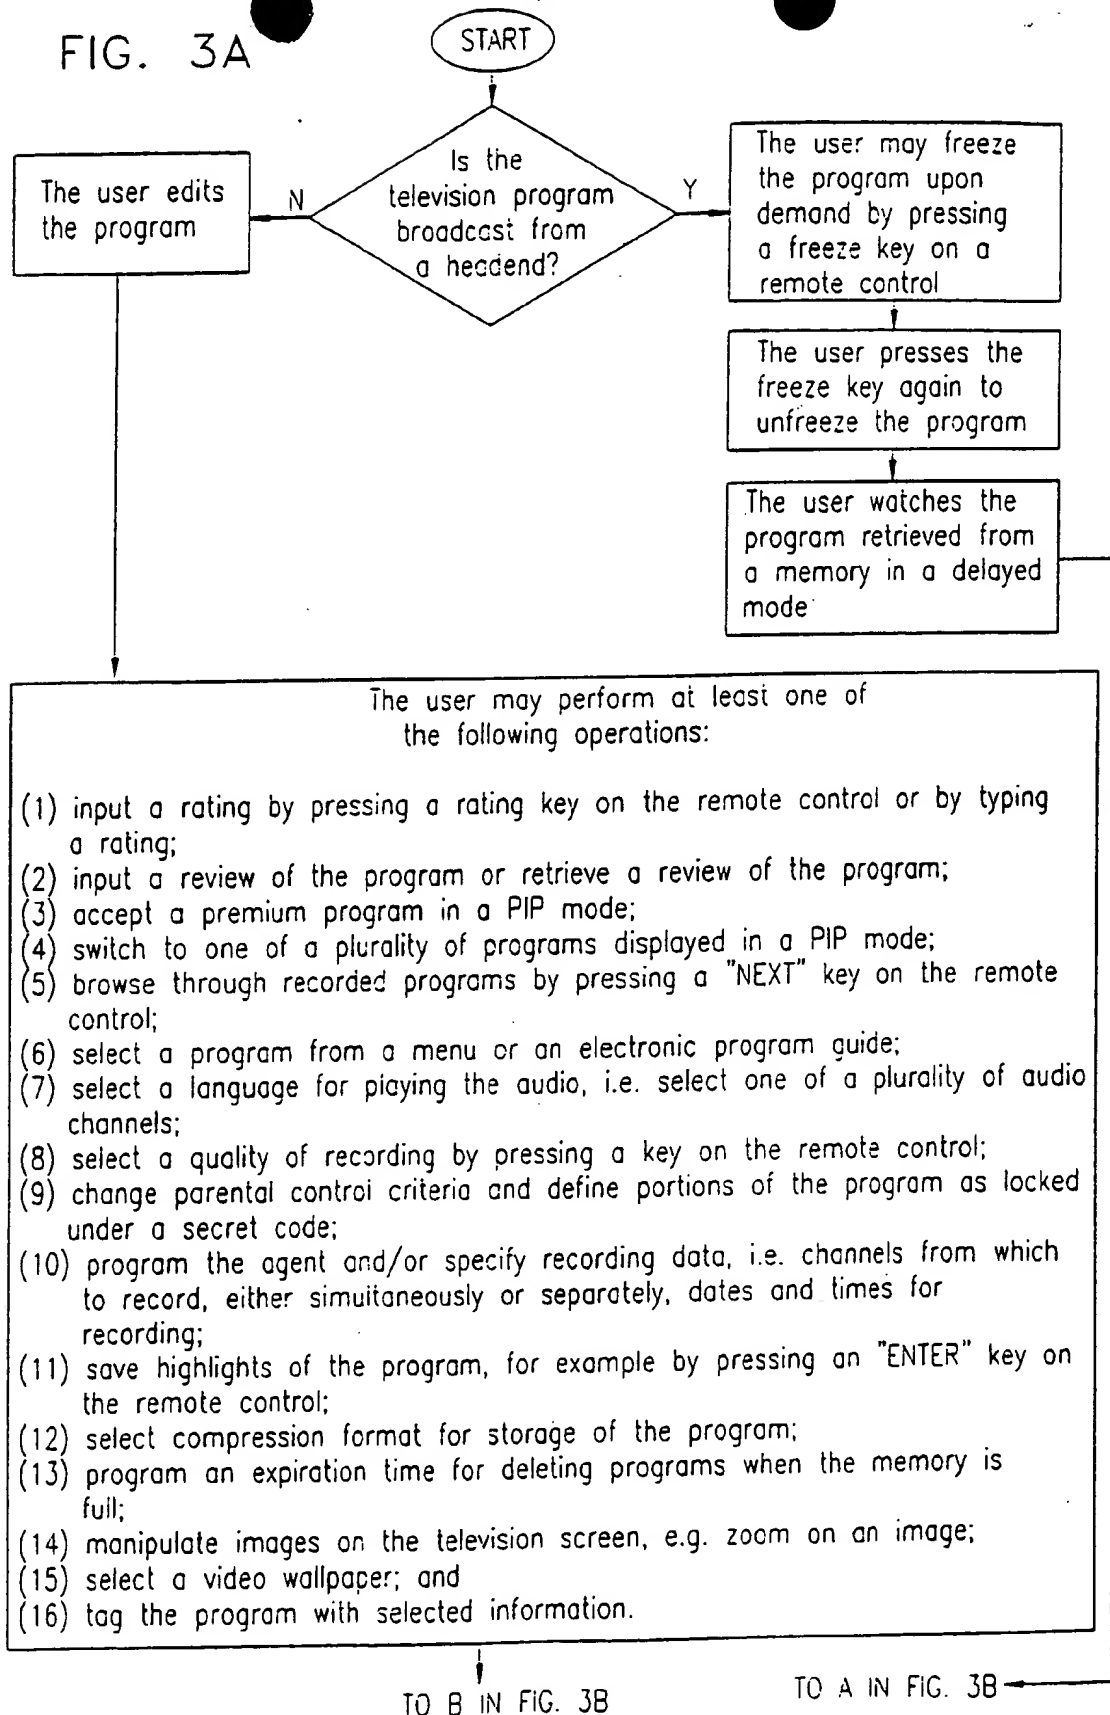 FIG. 3A
START
Is the
television program
broadcast from
a headend?
N
Y
The user edits
the program
The user may freeze
the program upon
demand by pressing
a freeze key on a
remote control
The user presses the
freeze key again to
unfreeze the program
The user watches the
program retrieved from
a memory in a delayed
mode
The user may perform at least one of
the following operations:
(1) input a rating by pressing a rating key on the remote control or by typing
a rating;
(2) input a review of the program or retrieve a review of the program;
(3) accept a premium program in a PIP mode;
(4) switch to one of a plurality of programs displayed in a PIP mode;
(5) browse through recorded programs by pressing a "NEXT" key on the remote
control;
(6) select a program from a menu or an electronic program guide;
(7) select a language for playing the audio, i.e. select one of a plurality of audio
channels;
(8) select a quality of recording by pressing a key on the remote control;
(9) change parental control criteria and define portions of the program as locked
under a secret code;
(10) program the agent and/or specify recording data, i.e. channels from which
to record, either simultaneously or separately, dates and times for
recording;
(11) save highlights of the program, for example by pressing an "ENTER" key on
the remote control;
(12) select compression format for storage of the program;
(13) program an expiration time for deleting programs when the memory is
full;
(14) manipulate images on the television screen, e.g. zoom on an image;
(15) select a video wallpaper; and
(16) tag the program with selected information.
TO B IN FIG. 3B
TO A IN FIG. 3B